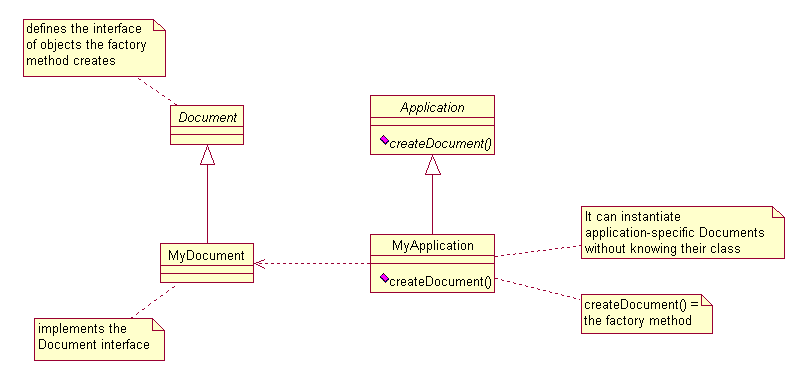 defines the interface
of objects the factory
method creates
Document
Application
createDocument()
MyDocument
MyApplication
createDocument()
It can instantiate
application-specific Documents
without knowing their class
createDocument() =
the factory method
implements the
Document interface